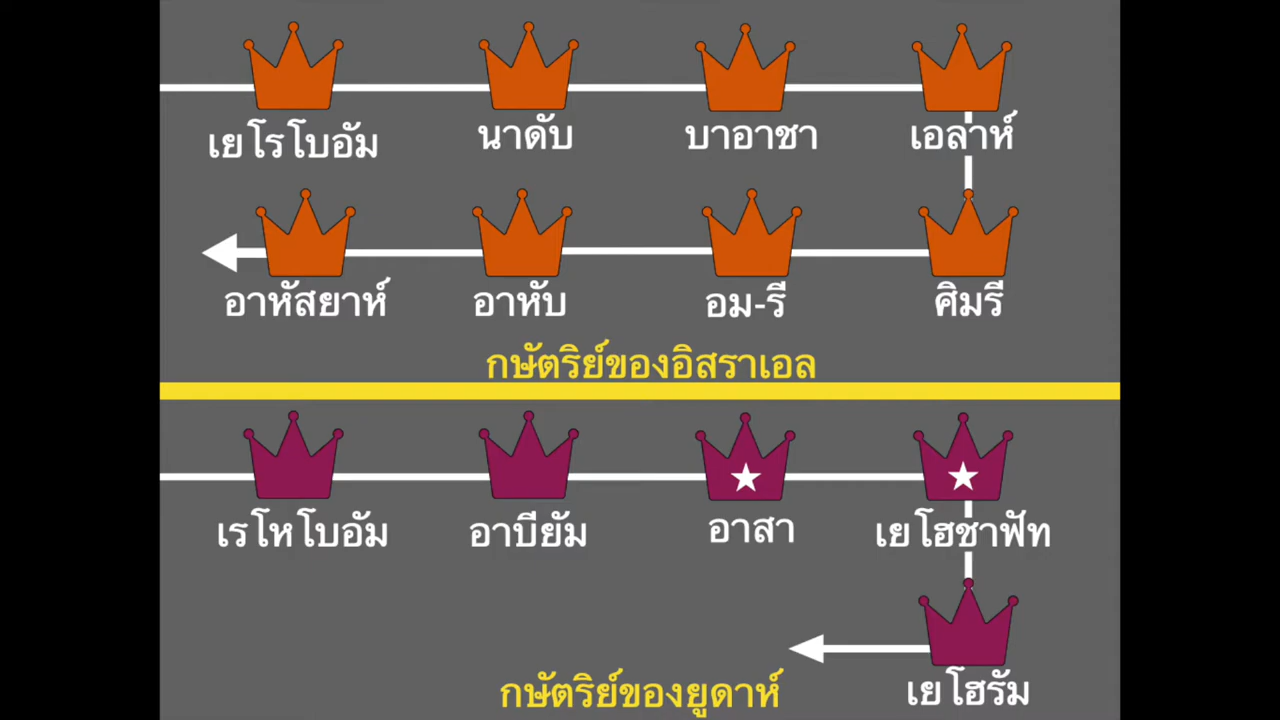 เยโรโบอัม นาดับ บาอาชา เอลาห์
อาหัสยาห์ อาหับ อม-รี ศิมรี
กษัตริย์ของอิสราเอล
เรโหโบอัม อาบียัม อาสา เยโฮชาฟัท
เยโฮรัม
กษัตริย์ของยูดาห์